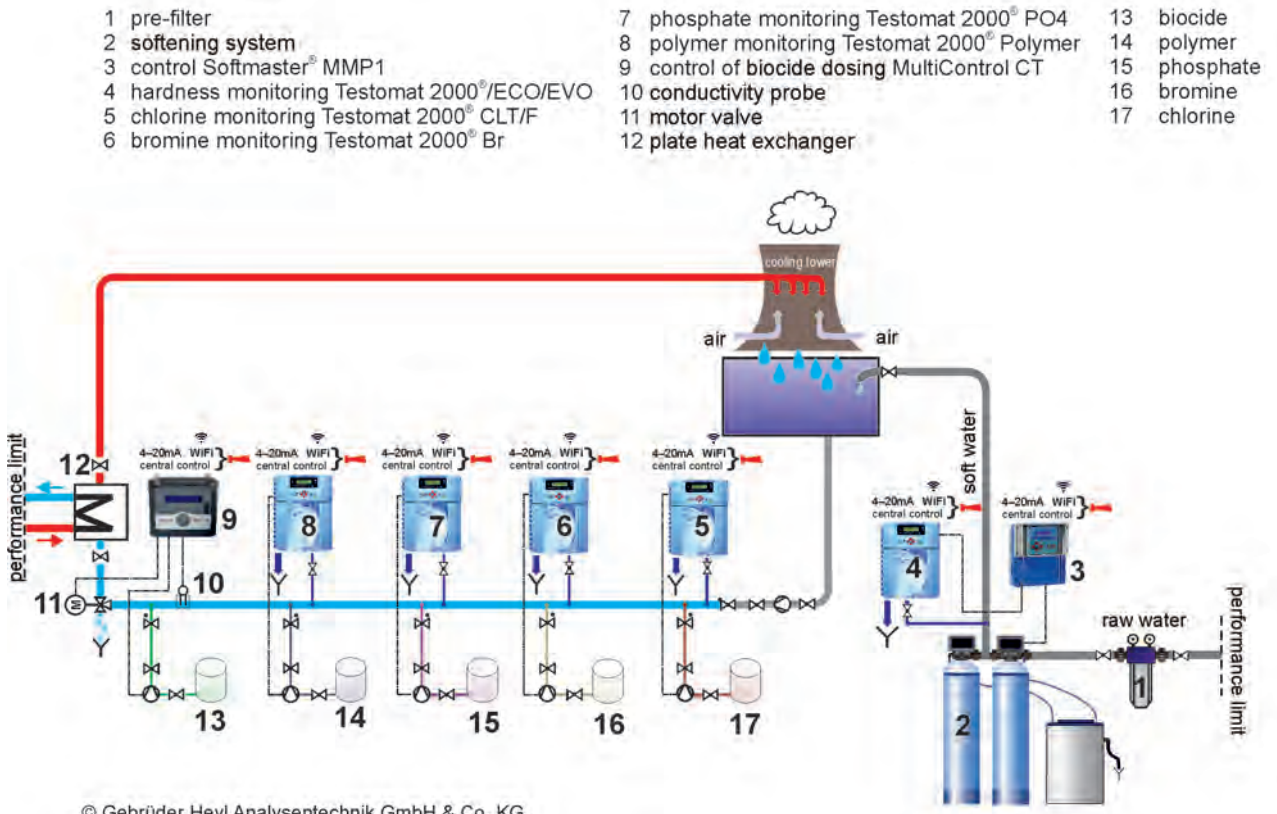 1 pre-filter
2 softening system
3 control Softmaster® MMP1
4 hardness monitoring Testomat 2000®/ECO/EVO
5 chlorine monitoring Testomat 2000® CLT/F
6 bromine monitoring Testomat 2000® Br
7 phosphate monitoring Testomat 2000® PO4
8 polymer monitoring Testomat 2000® Polymer
9 control of biocide dosing MultiControl CT
10 conductivity probe
11 motor valve
12 plate heat exchanger
13 biocide
14 polymer
15 phosphate
16 bromine
17 chlorine
cooling tower
air
air
performance limit
12
M
4–20mA WiFi
central control
9
4–20mA WiFi
central control
8
4–20mA WiFi
central control
7
4–20mA WiFi
central control
6
4–20mA WiFi
central control
5
soft water
4–20mA WiFi
central control
4
4–20mA WiFi
central control
3
10
11
M
raw water
performance limit
1
2
13
14
15
16
17
© Gebrüder Heyl Analysentechnik GmbH & Co. KG